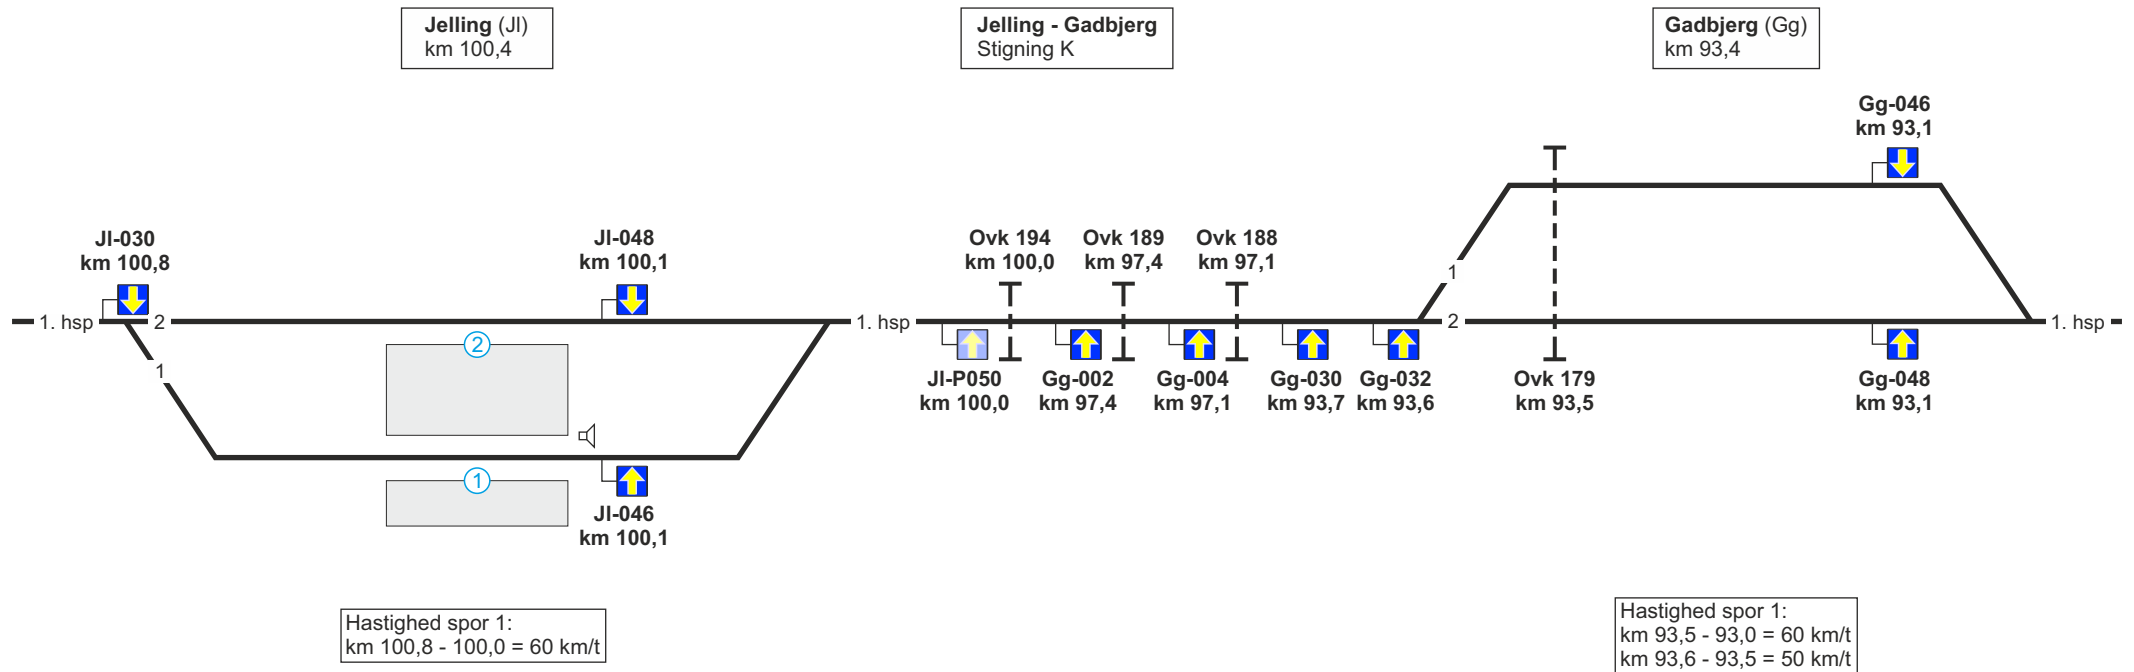 Jelling (Jl)
km 100,4
Jelling - Gadbjerg
Stigning K
Gadbjerg (Gg)
km 93,4
Gg-046
km 93,1
Jl-030
km 100,8
Jl-048
km 100,1
Ovk 194
km 100,0
Ovk 189
km 97,4
Ovk 188
km 97,1
1
1. hsp
2
1. hsp
2
1. hsp
2
1
Jl-P050
km 100,0
Gg-002
km 97,4
Gg-004
km 97,1
Gg-030
km 93,7
Gg-032
km 93,6
Ovk 179
km 93,5
Gg-048
km 93,1
1
Jl-046
km 100,1
Hastighed spor 1:
km 100,8 - 100,0 = 60 km/t
Hastighed spor 1:
km 93,5 - 93,0 = 60 km/t
km 93,6 - 93,5 = 50 km/t